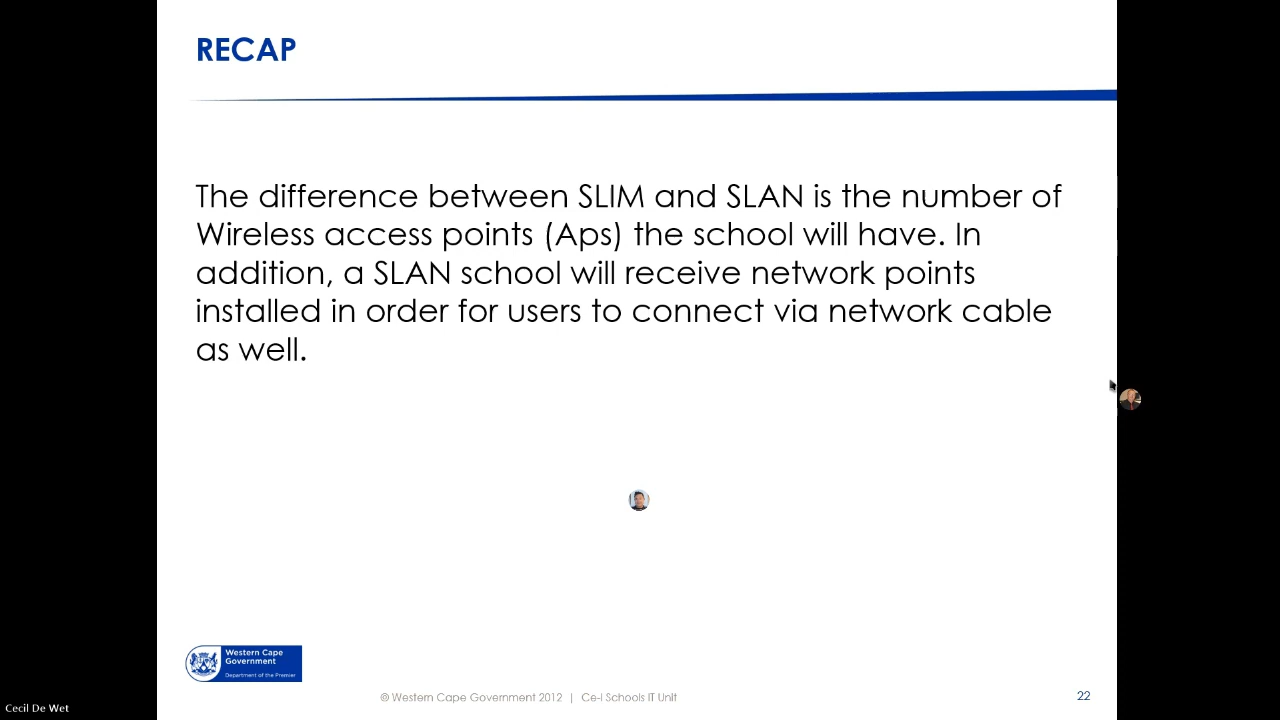 RECAP
The difference between SLIM and SLAN is the number of
Wireless access points (Aps) the school will have. In
addition, a SLAN school will receive network points
installed in order for users to connect via network cable
as well.
Western Cape
Government
Department of the Premier
© Western Cape Government 2012 | Ce-I Schools IT Unit
22
Cecil De Wet